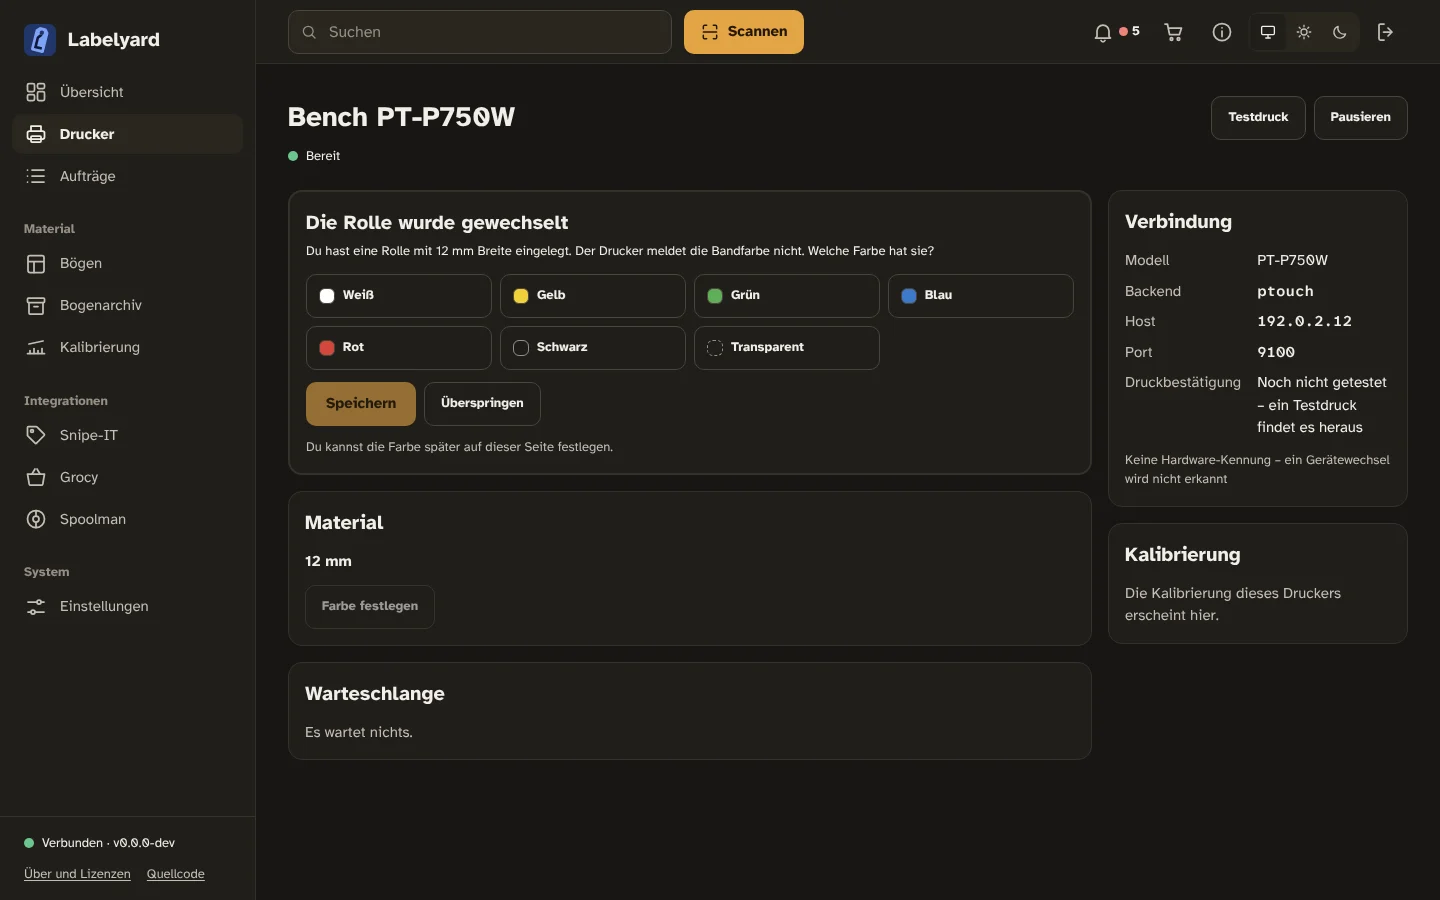 Labelyard
Suchen
Scannen
5
Übersicht
Drucker
Aufträge
Material
Bögen
Bogenarchiv
Kalibrierung
Integrationen
Snipe-IT
Grocy
Spoolman
System
Einstellungen
Verbunden · v0.0.0-dev
Über und Lizenzen
Quellcode
Bench PT-P750W
Bereit
Testdruck
Pausieren
Die Rolle wurde gewechselt
Du hast eine Rolle mit 12 mm Breite eingelegt. Der Drucker meldet die Bandfarbe nicht. Welche Farbe hat sie?
Weiß
Gelb
Grün
Blau
Rot
Schwarz
Transparent
Speichern
Überspringen
Du kannst die Farbe später auf dieser Seite festlegen.
Material
12 mm
Farbe festlegen
Warteschlange
Es wartet nichts.
Verbindung
Modell PT-P750W
Backend ptouch
Host 192.0.2.12
Port 9100
Druckbestätigung Noch nicht getestet
– ein Testdruck
findet es heraus
Keine Hardware-Kennung – ein Gerätewechsel
wird nicht erkannt
Kalibrierung
Die Kalibrierung dieses Druckers
erscheint hier.